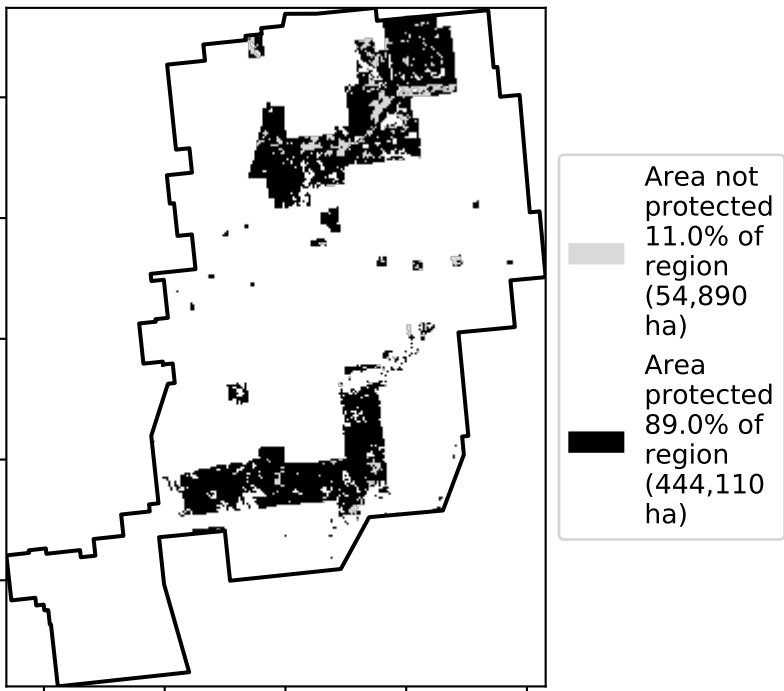 Area not
protected
11.0% of
region
(54,890
ha)
Area
protected
89.0% of
region
(444,110
ha)